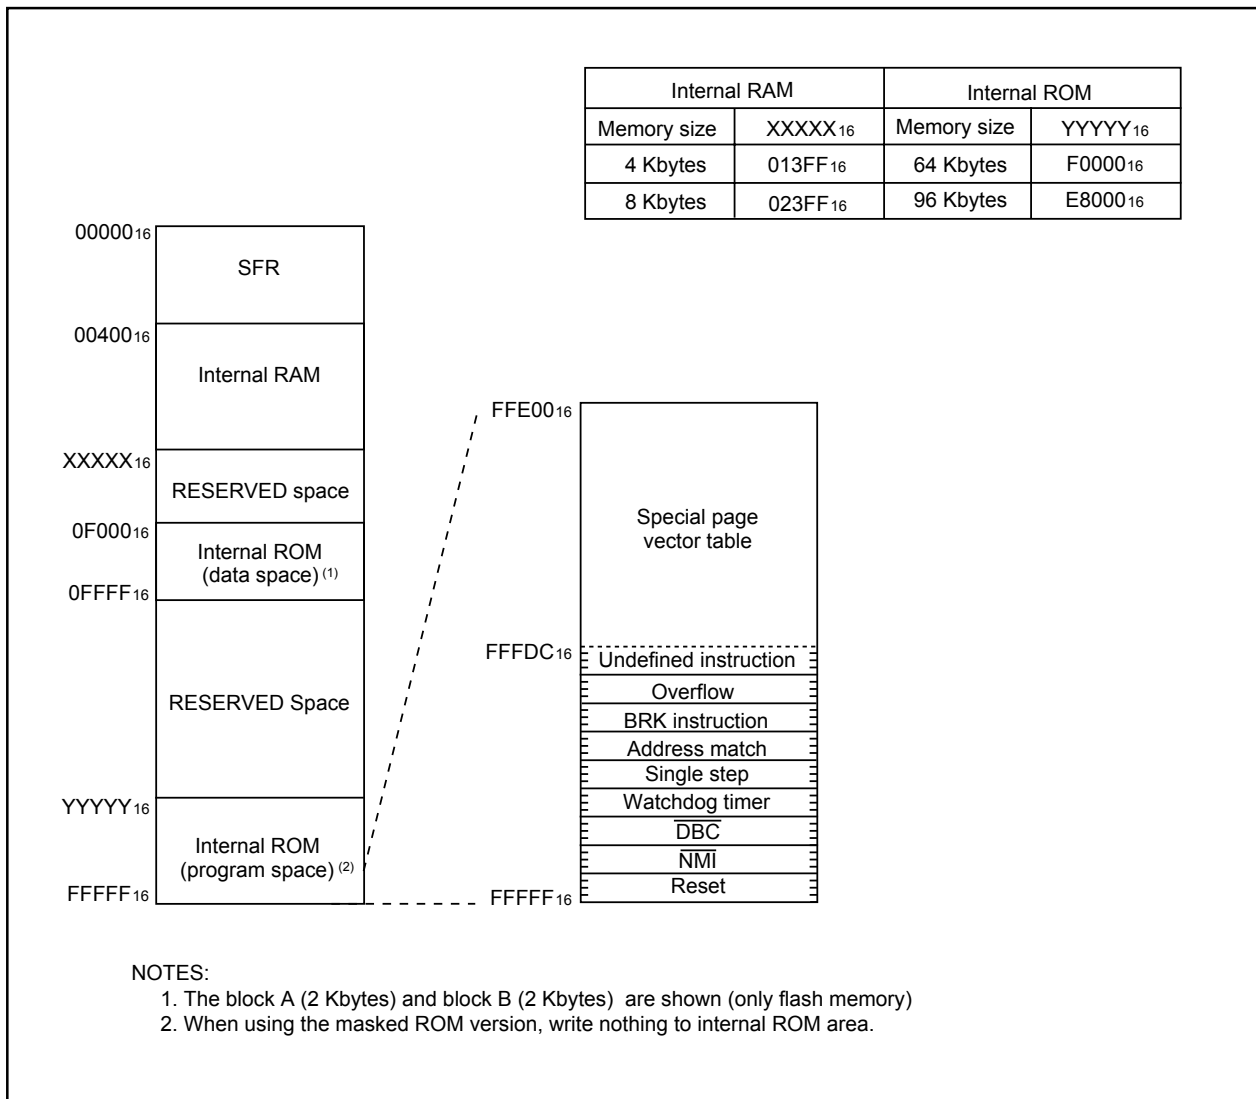 Internal RAM Internal ROM
Memory size XXXXX16 Memory size YYYYY16
4 Kbytes 013FF16 64 Kbytes F000016
8 Kbytes 023FF16 96 Kbytes E800016
0000016
SFR
0040016
Internal RAM
XXXXX16
RESERVED space
0F00016
Internal ROM
(data space) (1)
0FFFF16
RESERVED Space
YYYYY16
Internal ROM
(program space) (2)
FFFFF16
FFE0016
Special page
vector table
FFFDC16
Undefined instruction
Overflow
BRK instruction
Address match
Single step
Watchdog timer
DBC
NMI
Reset
FFFFF16
NOTES:
1. The block A (2 Kbytes) and block B (2 Kbytes) are shown (only flash memory)
2. When using the masked ROM version, write nothing to internal ROM area.